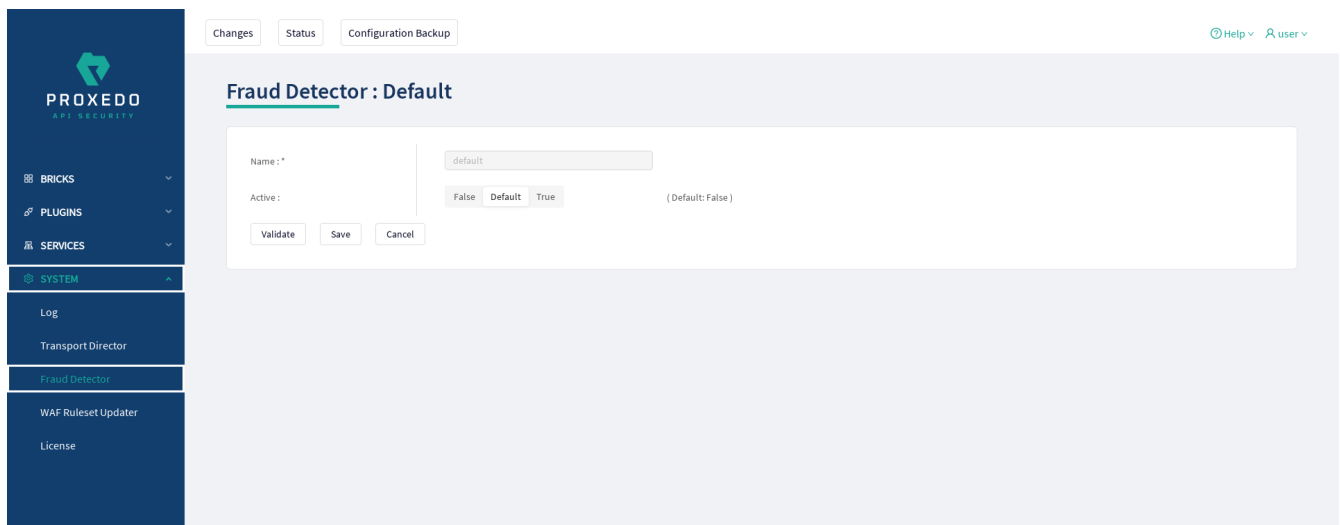 Changes Status Configuration Backup Help user
PROXEDO
API SECURITY
BRICKS
PLUGINS
SERVICES
SYSTEM
Log
Transport Director
Fraud Detector
WAF Ruleset Updater
License
Fraud Detector : Default
Name : * default
Active : False Default True ( Default: False )
Validate Save Cancel